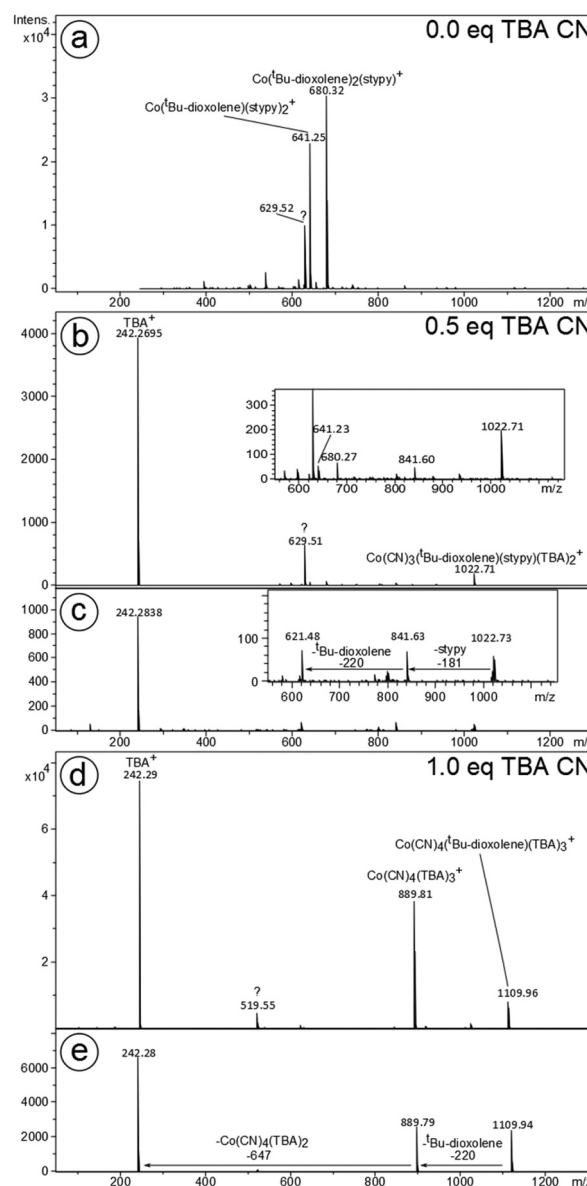 Intens.
x10⁴
a
0.0 eq TBA CN
Co(ᵗBu-dioxolene)₂(stypy)⁺
680.32
Co(ᵗBu-dioxolene)(stypy)₂⁺
641.25
629.52 ?
3
2
1
0
200 400 600 800 1000 1200 m/z
b
0.5 eq TBA CN
TBA⁺
242.2695
4000
3000
2000
1000
0
300
200
100
0
641.23
680.27
841.60
1022.71
600 700 800 900 1000 m/z
?
629.51
Co(CN)₃(ᵗBu-dioxolene)(stypy)(TBA)₂⁺
1022.71
c
242.2838
1000
800
600
400
200
0
100
0
621.48
-ᵗBu-dioxolene
-220
841.63
-stypy
-181
1022.73
600 700 800 900 1000 m/z
200 400 600 800 1000 1200 m/
x10⁴
d
1.0 eq TBA CN
TBA⁺
242.29
6
4
2
Co(CN)₄(ᵗBu-dioxolene)(TBA)₃⁺
Co(CN)₄(TBA)₃⁺
889.81
?
519.55
1109.96
e
242.28
6000
4000
2000
0
-Co(CN)₄(TBA)₂
-647
889.79
-ᵗBu-dioxolene
-220
1109.94
200 400 600 800 1000 1200 m/